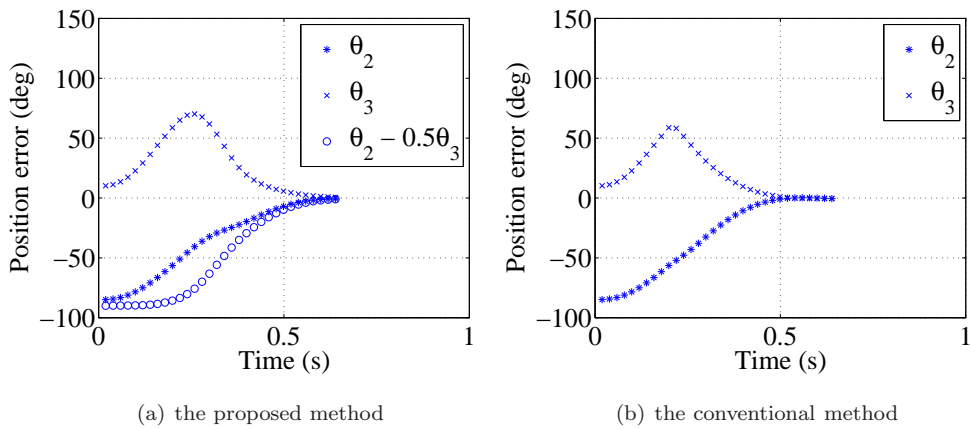 150
100
50
0
−50
−100
Position error (deg)
0
0.5
1
Time (s)
θ2
θ3
θ2 − 0.5θ3
(a) the proposed method
150
100
50
0
−50
−100
Position error (deg)
0
0.5
1
Time (s)
θ2
θ3
(b) the conventional method